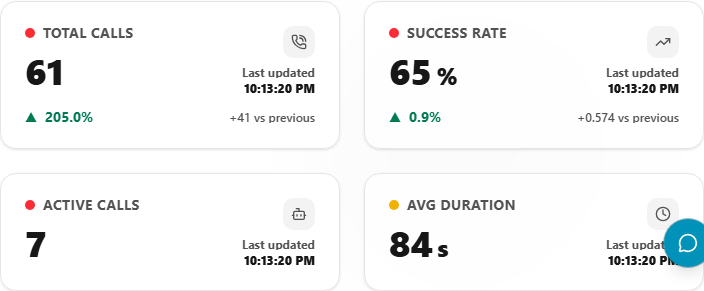 TOTAL CALLS
61
Last updated
10:13:20 PM
▲ 205.0%
+41 vs previous
SUCCESS RATE
65 %
Last updated
10:13:20 PM
▲ 0.9%
+0.574 vs previous
ACTIVE CALLS
7
Last updated
10:13:20 PM
AVG DURATION
84 s
Last
10:13:20 PM